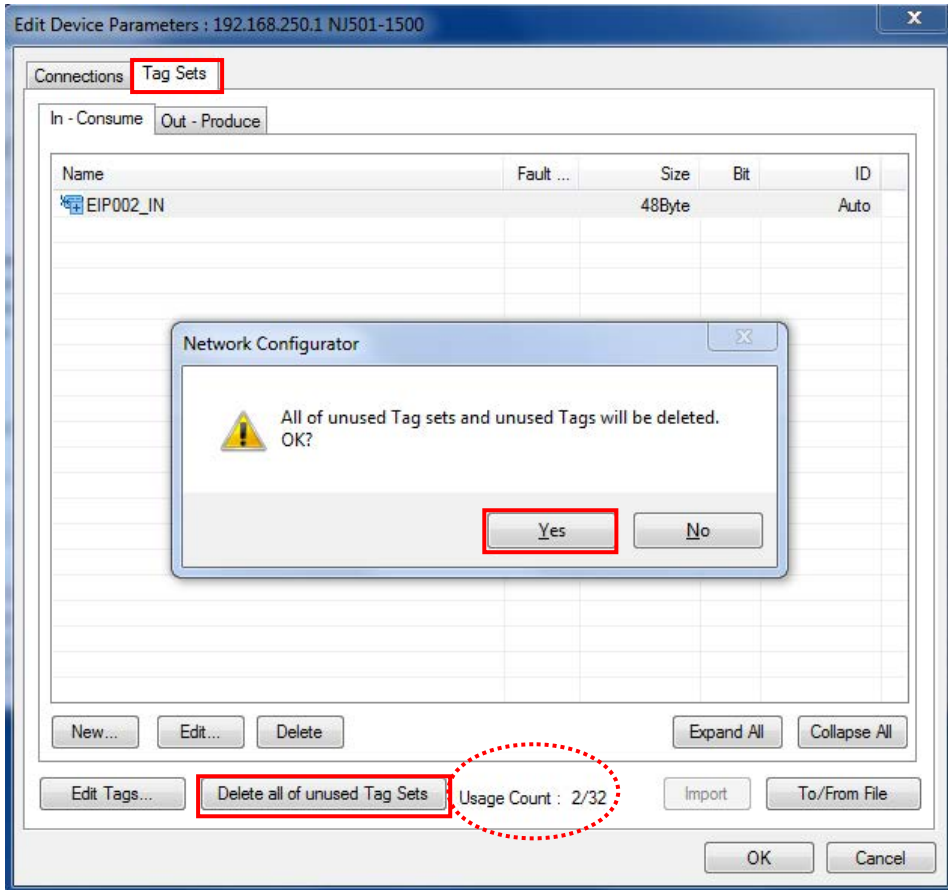 Edit Device Parameters : 192.168.250.1 NJ501-1500
Connections Tag Sets
In - Consume Out - Produce
Name Fault ... Size Bit ID
EIP002_IN 48Byte Auto
Network Configurator
All of unused Tag sets and unused Tags will be deleted.
OK?
Yes No
New... Edit... Delete Expand All Collapse All
Edit Tags... Delete all of unused Tag Sets Usage Count : 2/32 Import To/From File
OK Cancel